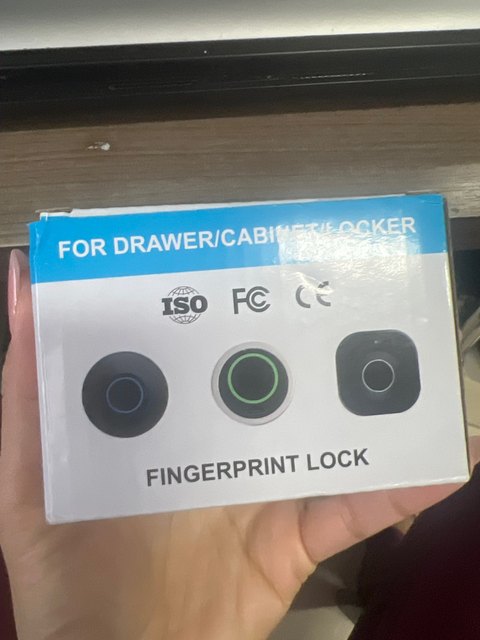 FOR DRAWER/CABINET/LOCKER
ISO FC CE
FINGERPRINT LOCK